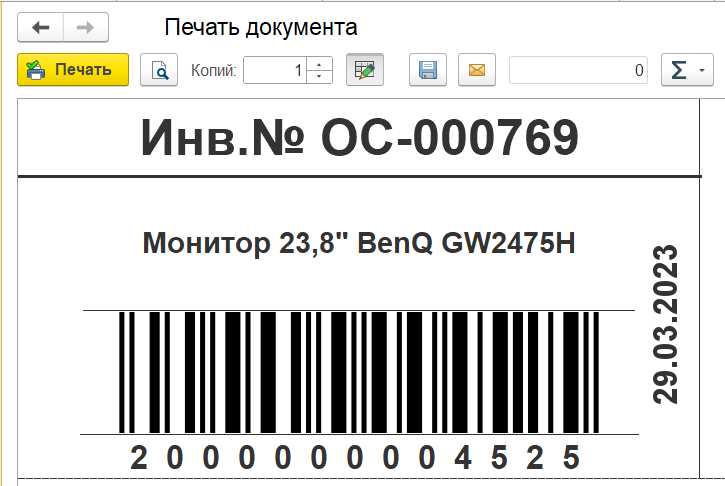 Печать документа
Печать
Копий:
1
0
Σ
Инв.№ ОС-000769
Монитор 23,8" BenQ GW2475H
29.03.2023
2000000004525